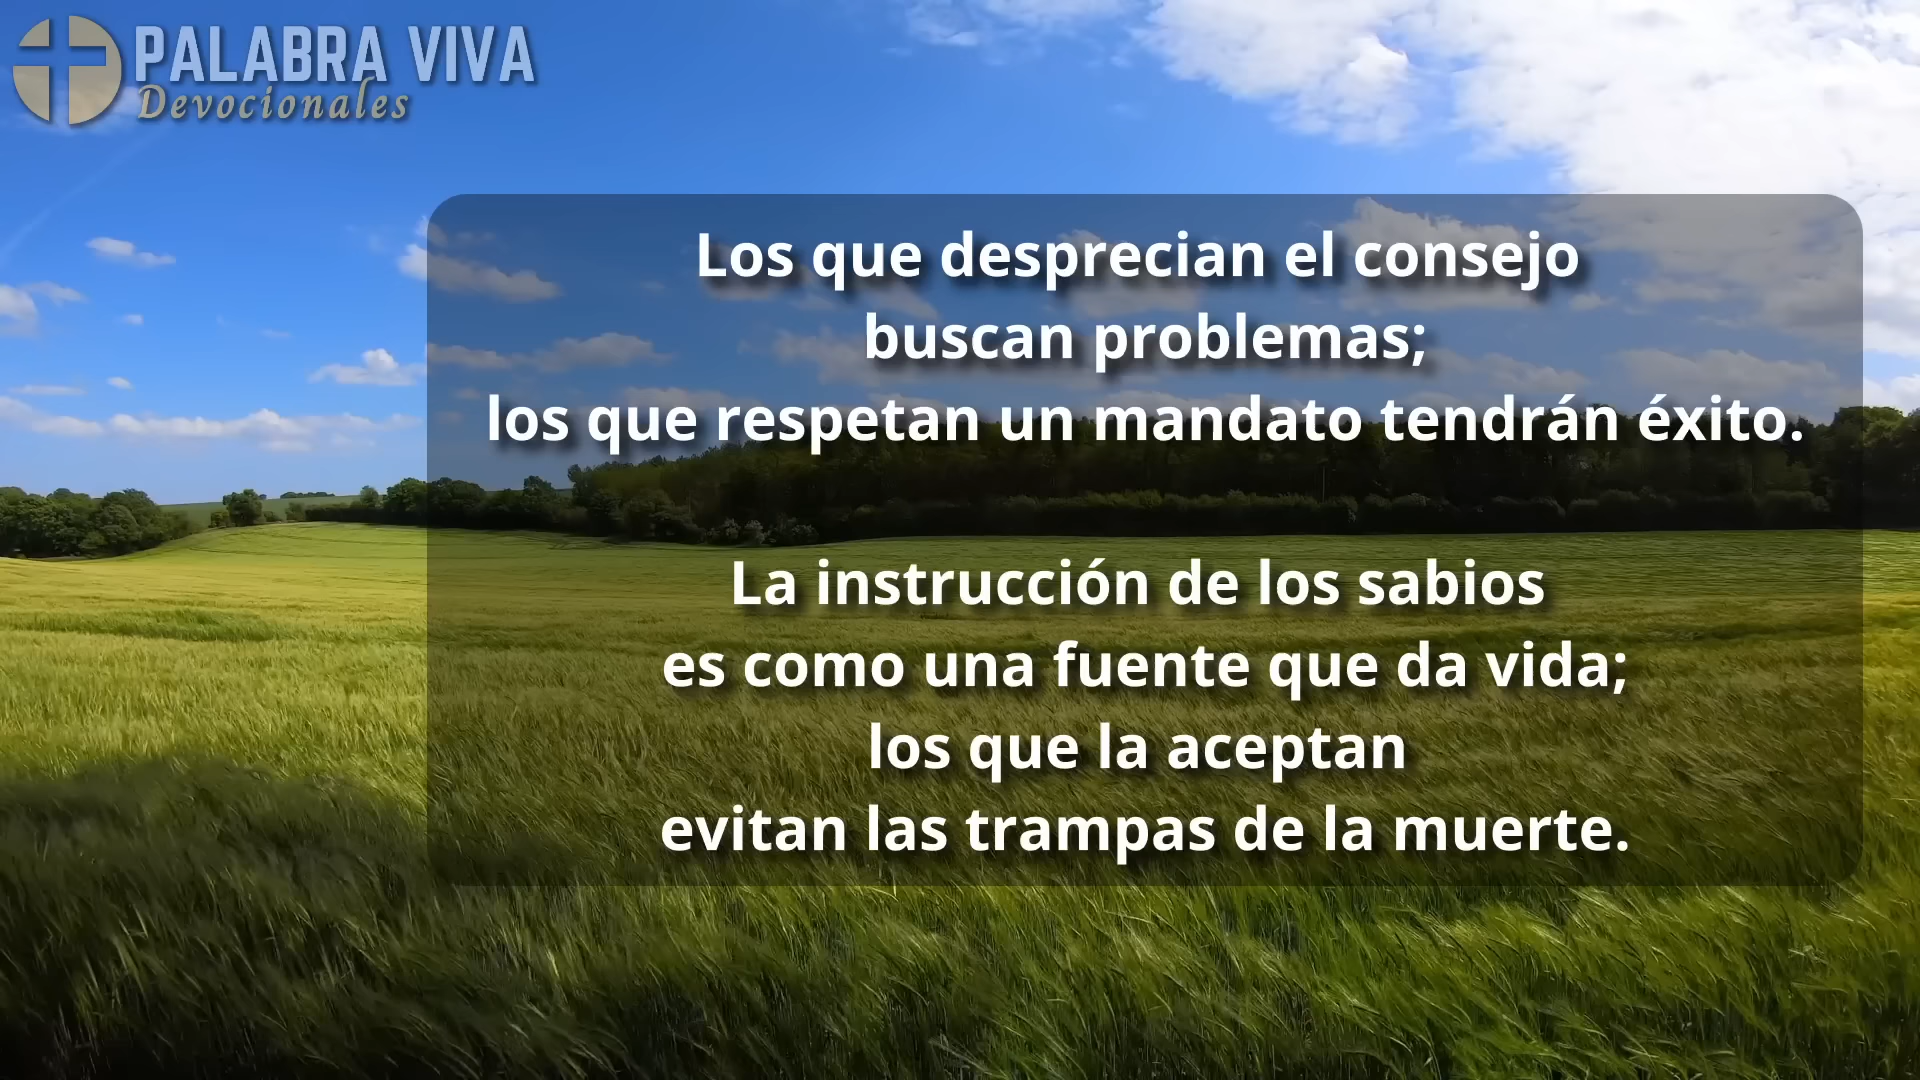 PALABRA VIVA
Devocionales
Los que desprecian el consejo
buscan problemas;
los que respetan un mandato tendrán éxito.
La instrucción de los sabios
es como una fuente que da vida;
los que la aceptan
evitan las trampas de la muerte.